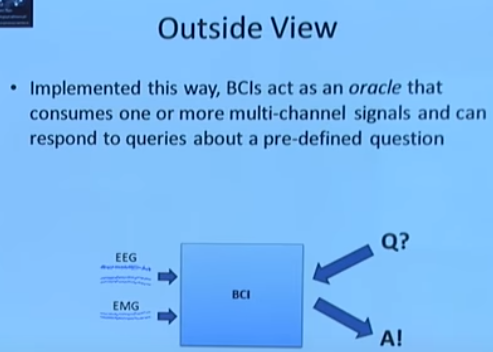 Outside View
• Implemented this way, BCIs act as an oracle that
consumes one or more multi-channel signals and can
respond to queries about a pre-defined question
Q?
EEG
BCI
EMG
A!